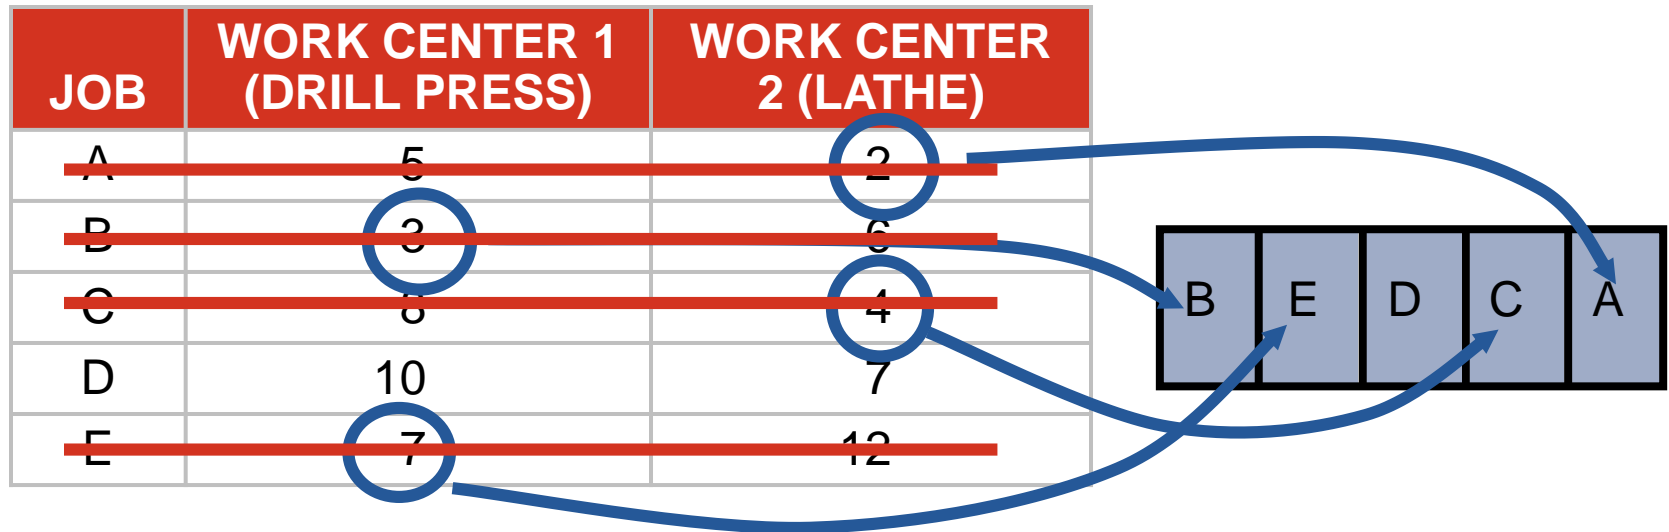 JOB
WORK CENTER 1
(DRILL PRESS)
WORK CENTER
2 (LATHE)
A 5 2
B 3 6
C 8 4
D 10 7
E 7 12
B E D C A